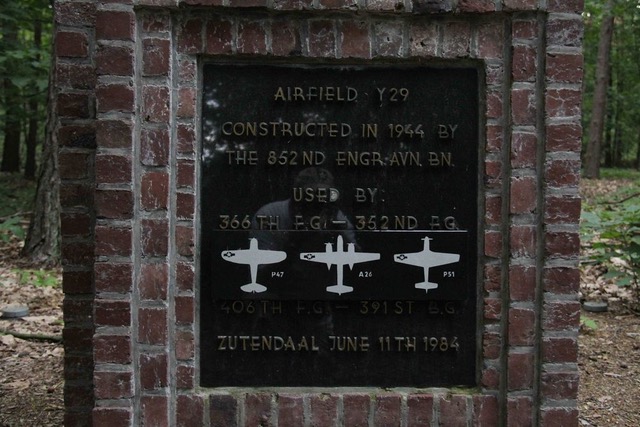 AIRFIELD Y29
CONSTRUCTED IN 1944 BY
THE 852ND ENGR.AVN. BN.
USED BY:
366TH F.G. — 352ND F.G.
P47 A26 P51
406TH F.G. — 391ST B.G.
ZUTENDAAL JUNE 11TH 1984